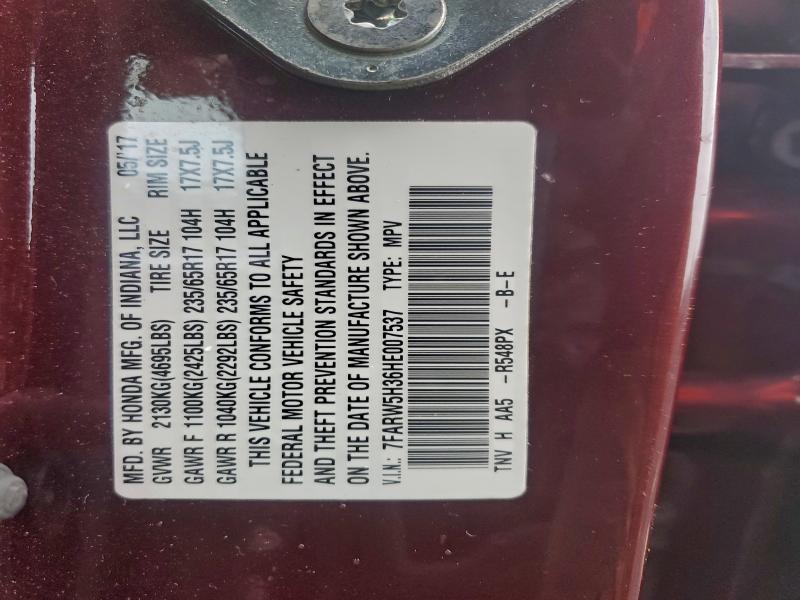 MFD. BY HONDA MFG. OF INDIANA, LLC 05/'17
GVWR 2130KG(4695LBS) TIRE SIZE RIM SIZE
GAWR F 1100KG(2425LBS) 235/65R17 104H 17X7.5J
GAWR R 1040KG(2292LBS) 235/65R17 104H 17X7.5J
THIS VEHICLE CONFORMS TO ALL APPLICABLE
FEDERAL MOTOR VEHICLE SAFETY
AND THEFT PREVENTION STANDARDS IN EFFECT
ON THE DATE OF MANUFACTURE SHOWN ABOVE.
V.I.N.: 7FARW5H36HE007537 TYPE: MPV
TNV H AA5 -R548PX -B-E